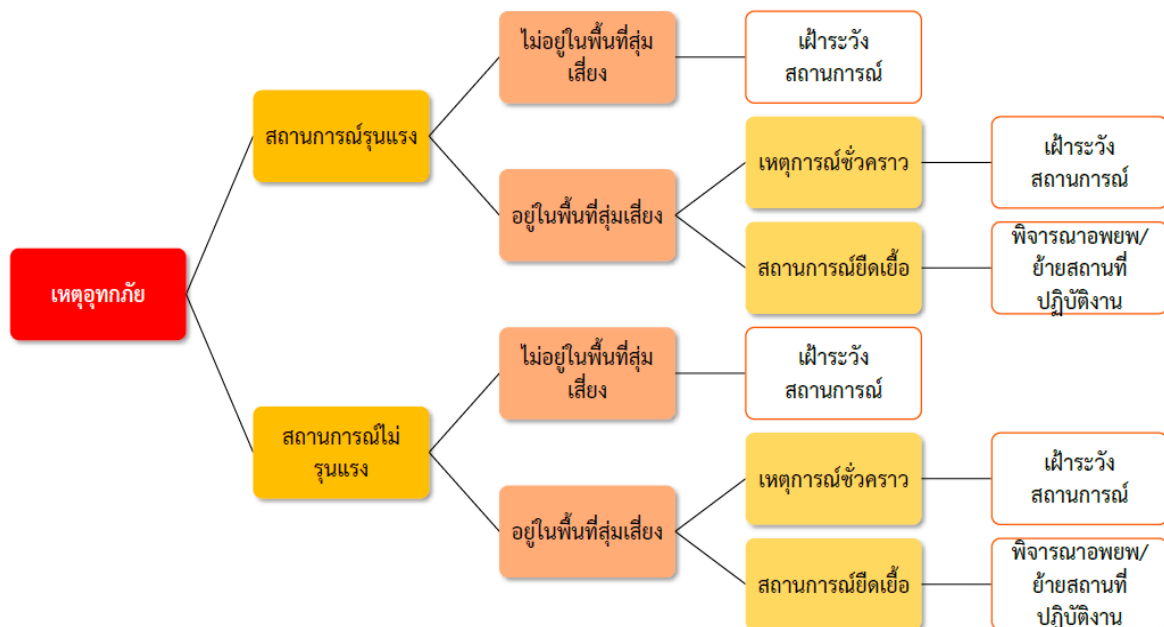 ไม่อยู่ในพื้นที่สุ่ม
เสี่ยง
เฝ้าระวัง
สถานการณ์
สถานการณ์รุนแรง
เหตุการณ์ชั่วคราว
เฝ้าระวัง
สถานการณ์
อยู่ในพื้นที่สุ่มเสี่ยง
สถานการณ์ยืดเยื้อ
พิจารณาอพยพ/
ย้ายสถานที่
ปฏิบัติงาน
เหตุอุทกภัย
ไม่อยู่ในพื้นที่สุ่ม
เสี่ยง
เฝ้าระวัง
สถานการณ์
สถานการณ์ไม่
รุนแรง
เหตุการณ์ชั่วคราว
เฝ้าระวัง
สถานการณ์
อยู่ในพื้นที่สุ่มเสี่ยง
สถานการณ์ยืดเยื้อ
พิจารณาอพยพ/
ย้ายสถานที่
ปฏิบัติงาน